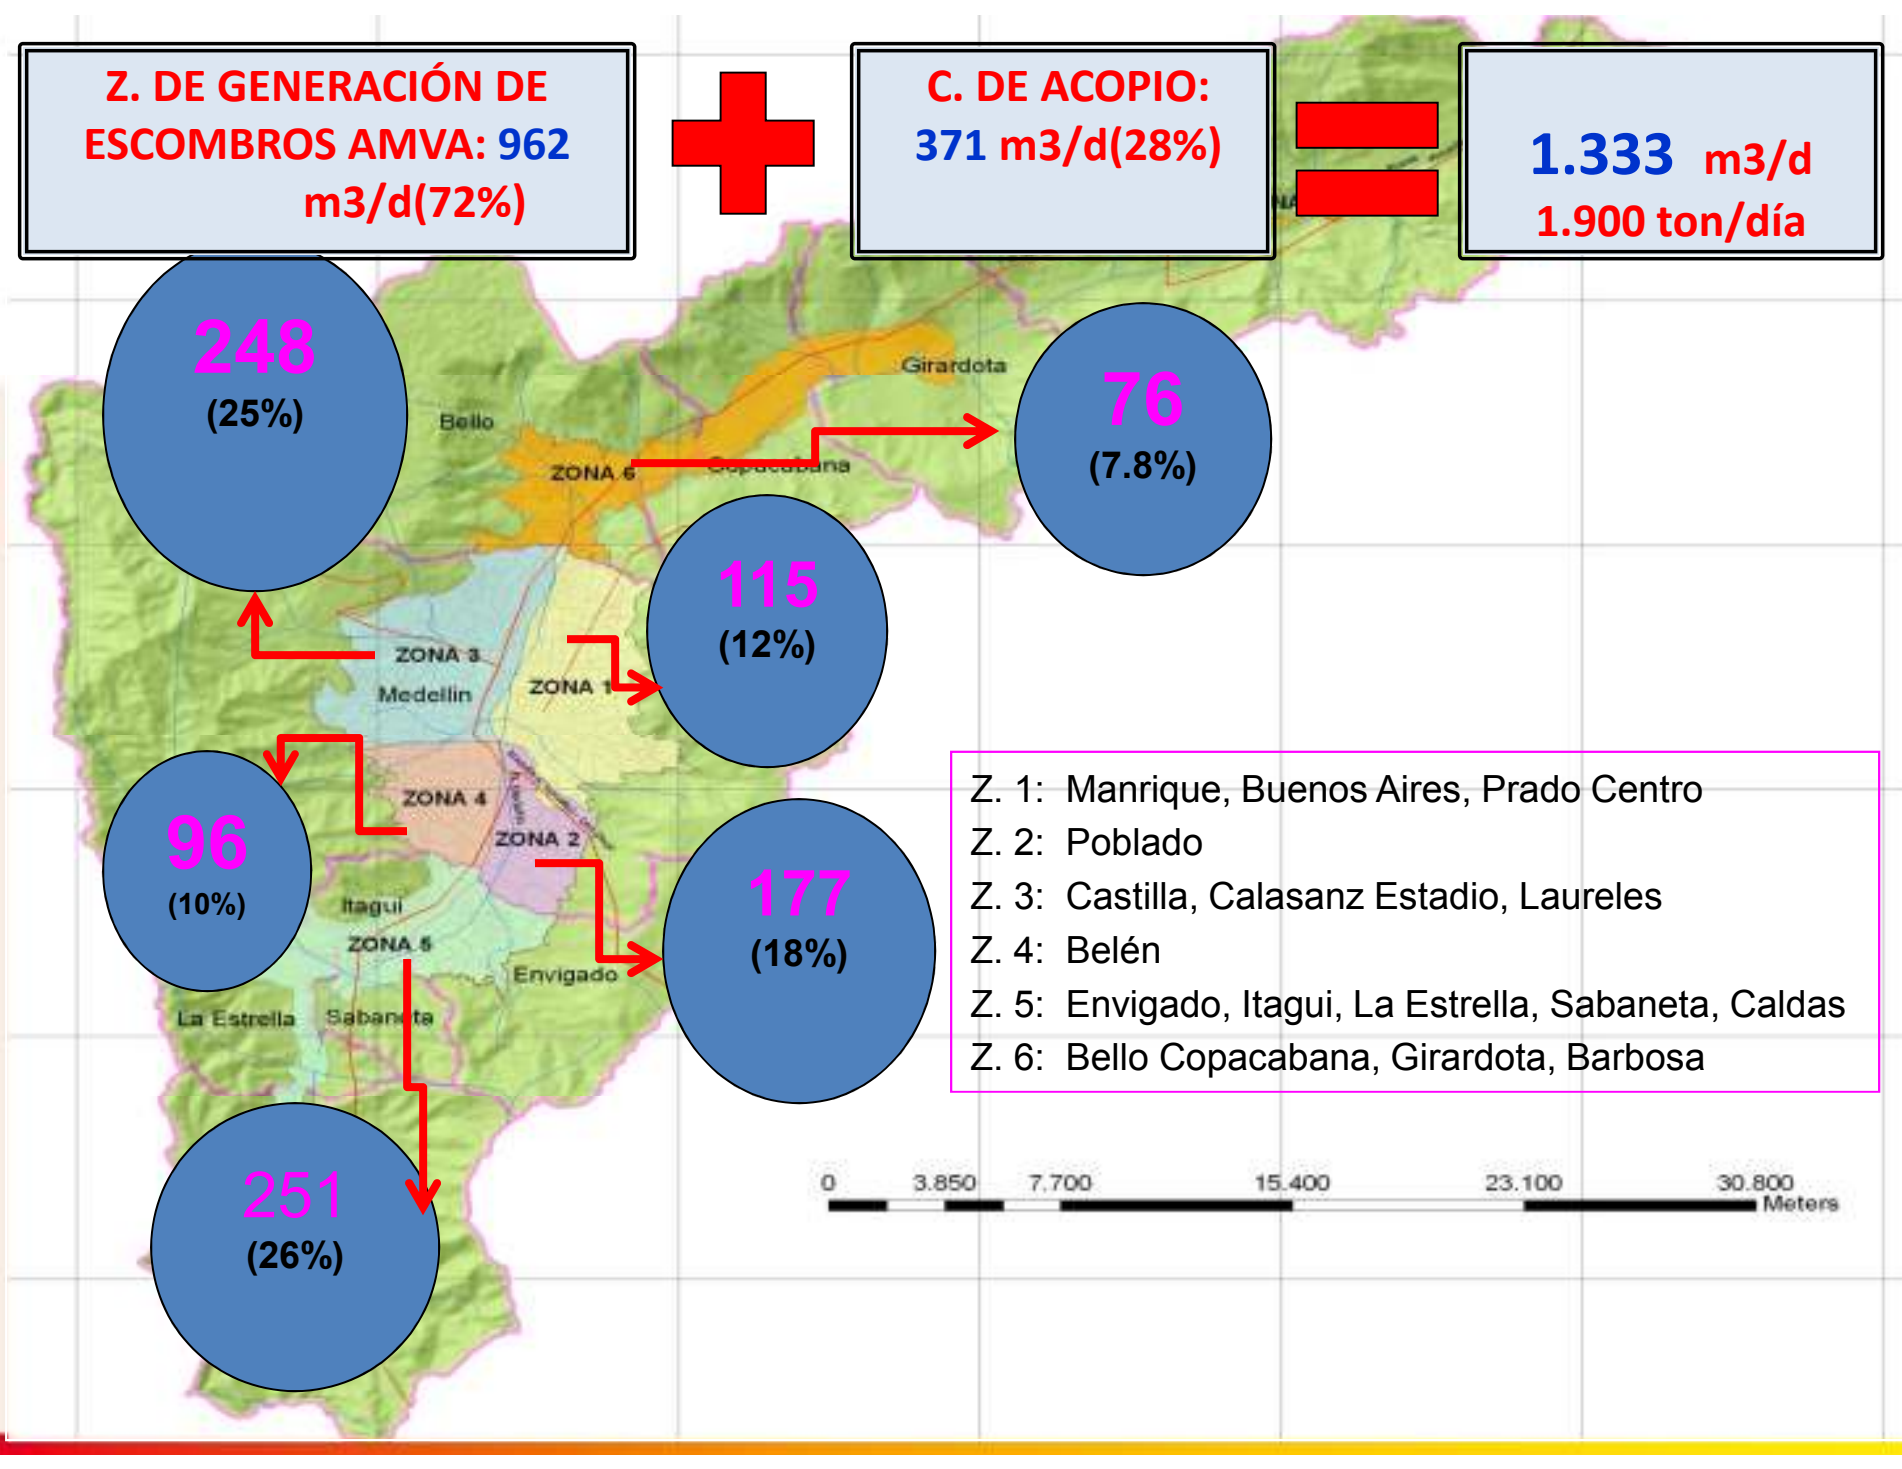 Z. DE GENERACIÓN DE
ESCOMBROS AMVA: 962
m3/d(72%)
C. DE ACOPIO:
371 m3/d(28%)
1.333 m3/d
1.900 ton/día
248
(25%)
Girardota
76
(7.8%)
Bello
ZONA 6
Copacabana
115
(12%)
ZONA 3
Medellin
ZONA 1
96
(10%)
ZONA 4
ZONA 2
177
(18%)
Itagui
ZONA 5
Envigado
La Estrella
Sabaneta
251
(26%)
Z. 1: Manrique, Buenos Aires, Prado Centro
Z. 2: Poblado
Z. 3: Castilla, Calasanz Estadio, Laureles
Z. 4: Belén
Z. 5: Envigado, Itagui, La Estrella, Sabaneta, Caldas
Z. 6: Bello Copacabana, Girardota, Barbosa
0 3.850 7.700 15.400 23.100 30.800
Meters